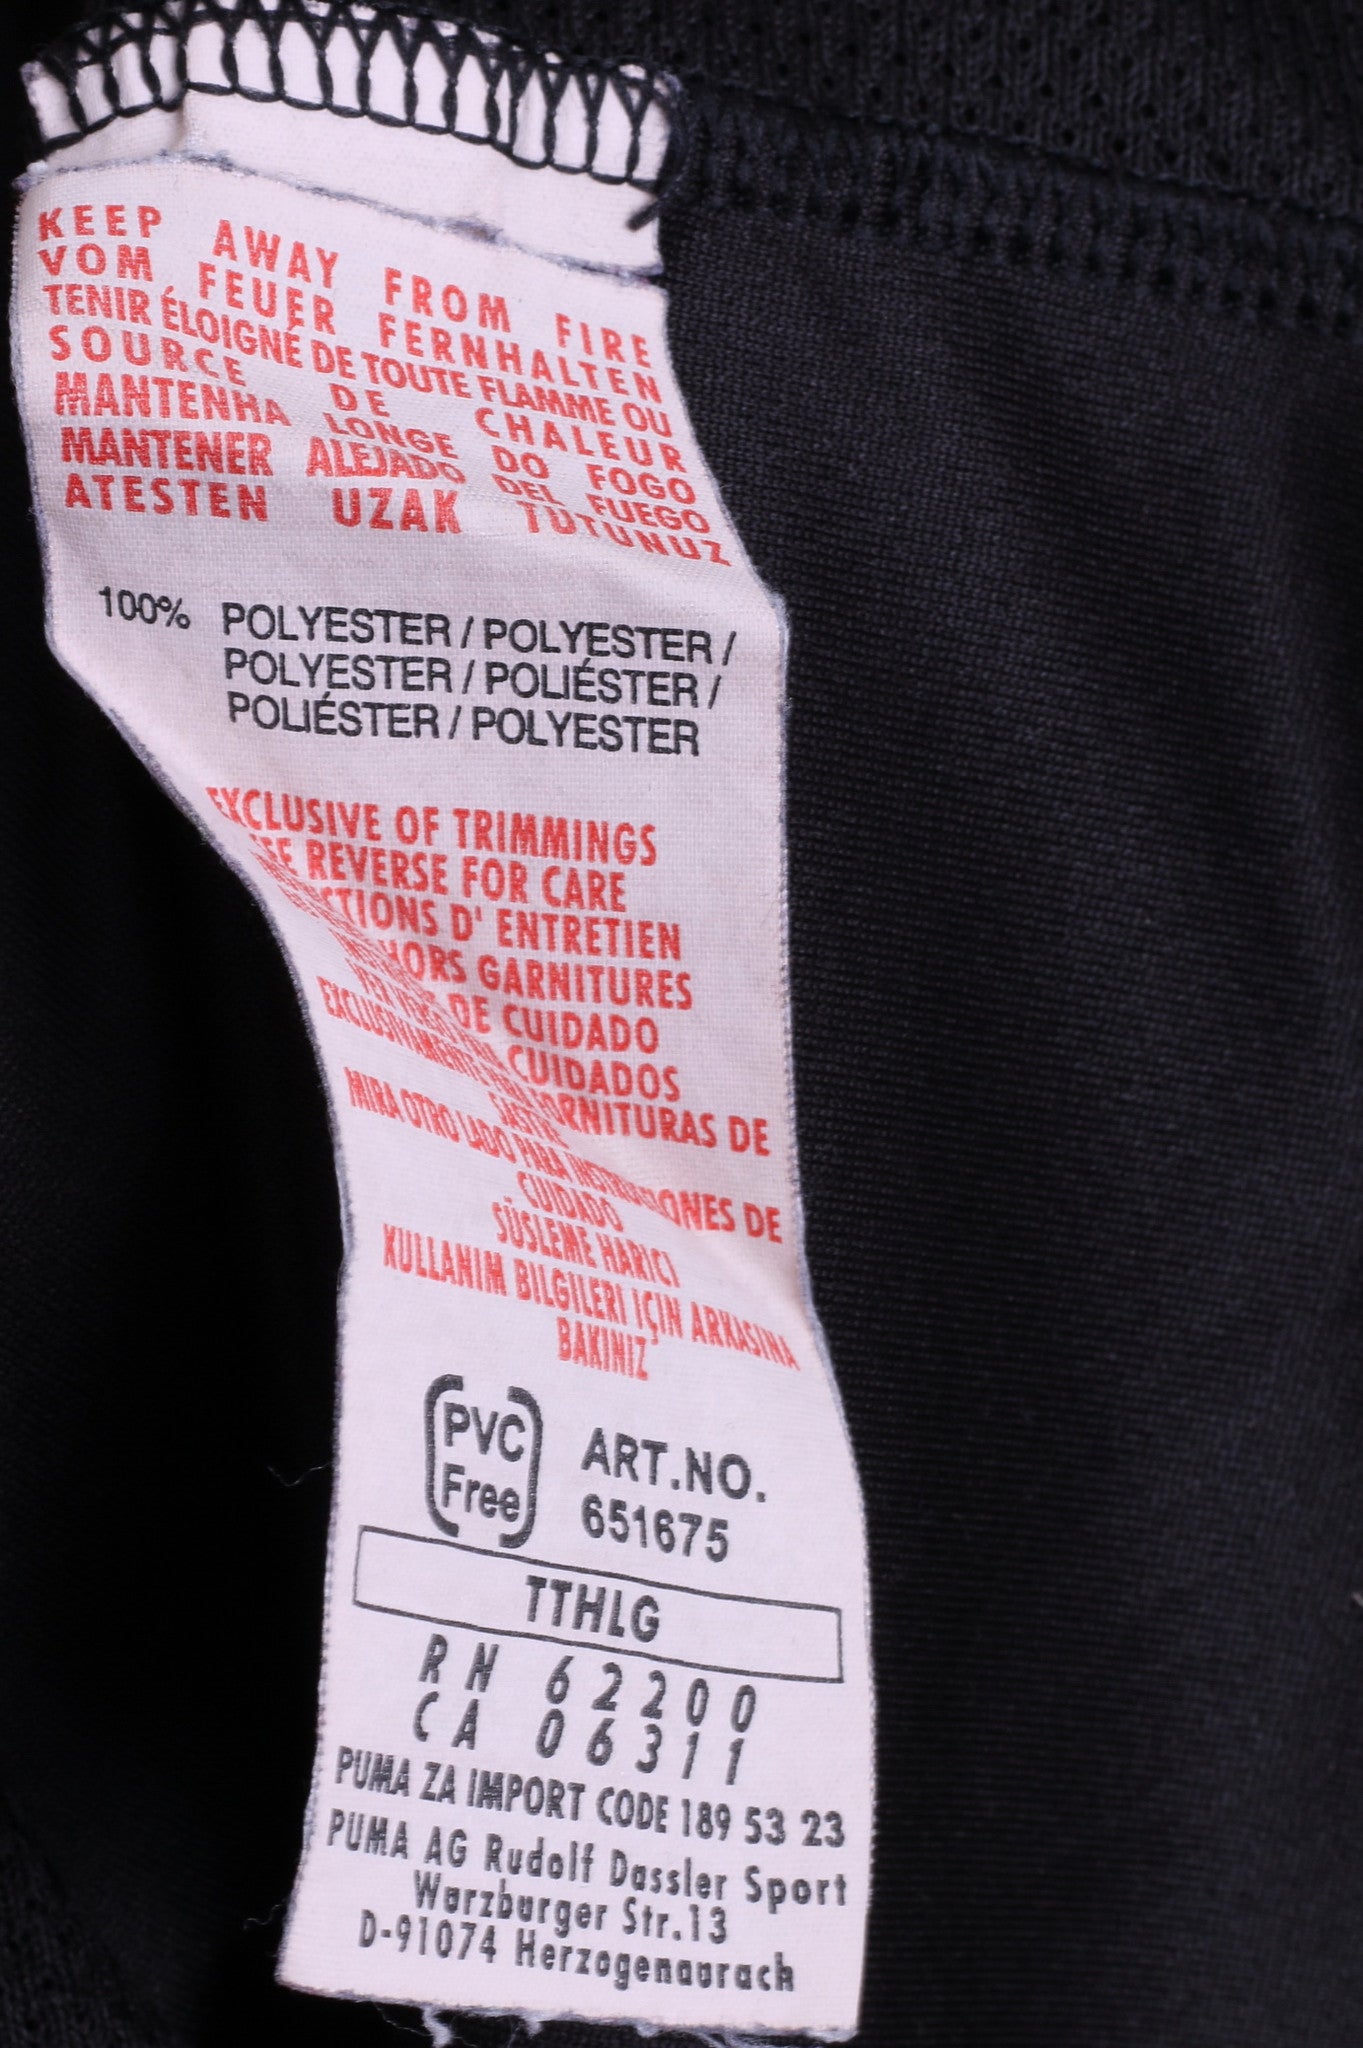 KEEP AWAY FROM FIRE
VOM FEUER FERNHALTEN
TENIR ÉLOIGNÉ DE TOUTE FLAMME OU
SOURCE DE CHALEUR
MANTENHA LONGE DO FOGO
MANTENER ALEJADO DEL FUEGO
ATESTEN UZAK TUTUNUZ
100% POLYESTER / POLYESTER /
POLYESTER / POLIÉSTER /
POLIÉSTER / POLYESTER
EXCLUSIVE OF TRIMMINGS
REVERSE FOR CARE
D' ENTRETIEN
HORS GARNITURES
DE CUIDADO
CUIDADOS
DE
MIRA OTRO LADO PARA INSTRUCCIONES DE
CUIDADO
SÜSLEME HARICI
KULLANIM BILGILERI IÇIN ARKASINA
BAKINIZ
PVC Free
ART.NO.
651675
TTHLG
RN 62200
CA 06311
PUMA ZA IMPORT CODE 189 53 23
PUMA AG Rudolf Dassler Sport
Wurzburger Str.13
D-91074 Herzogenaurach